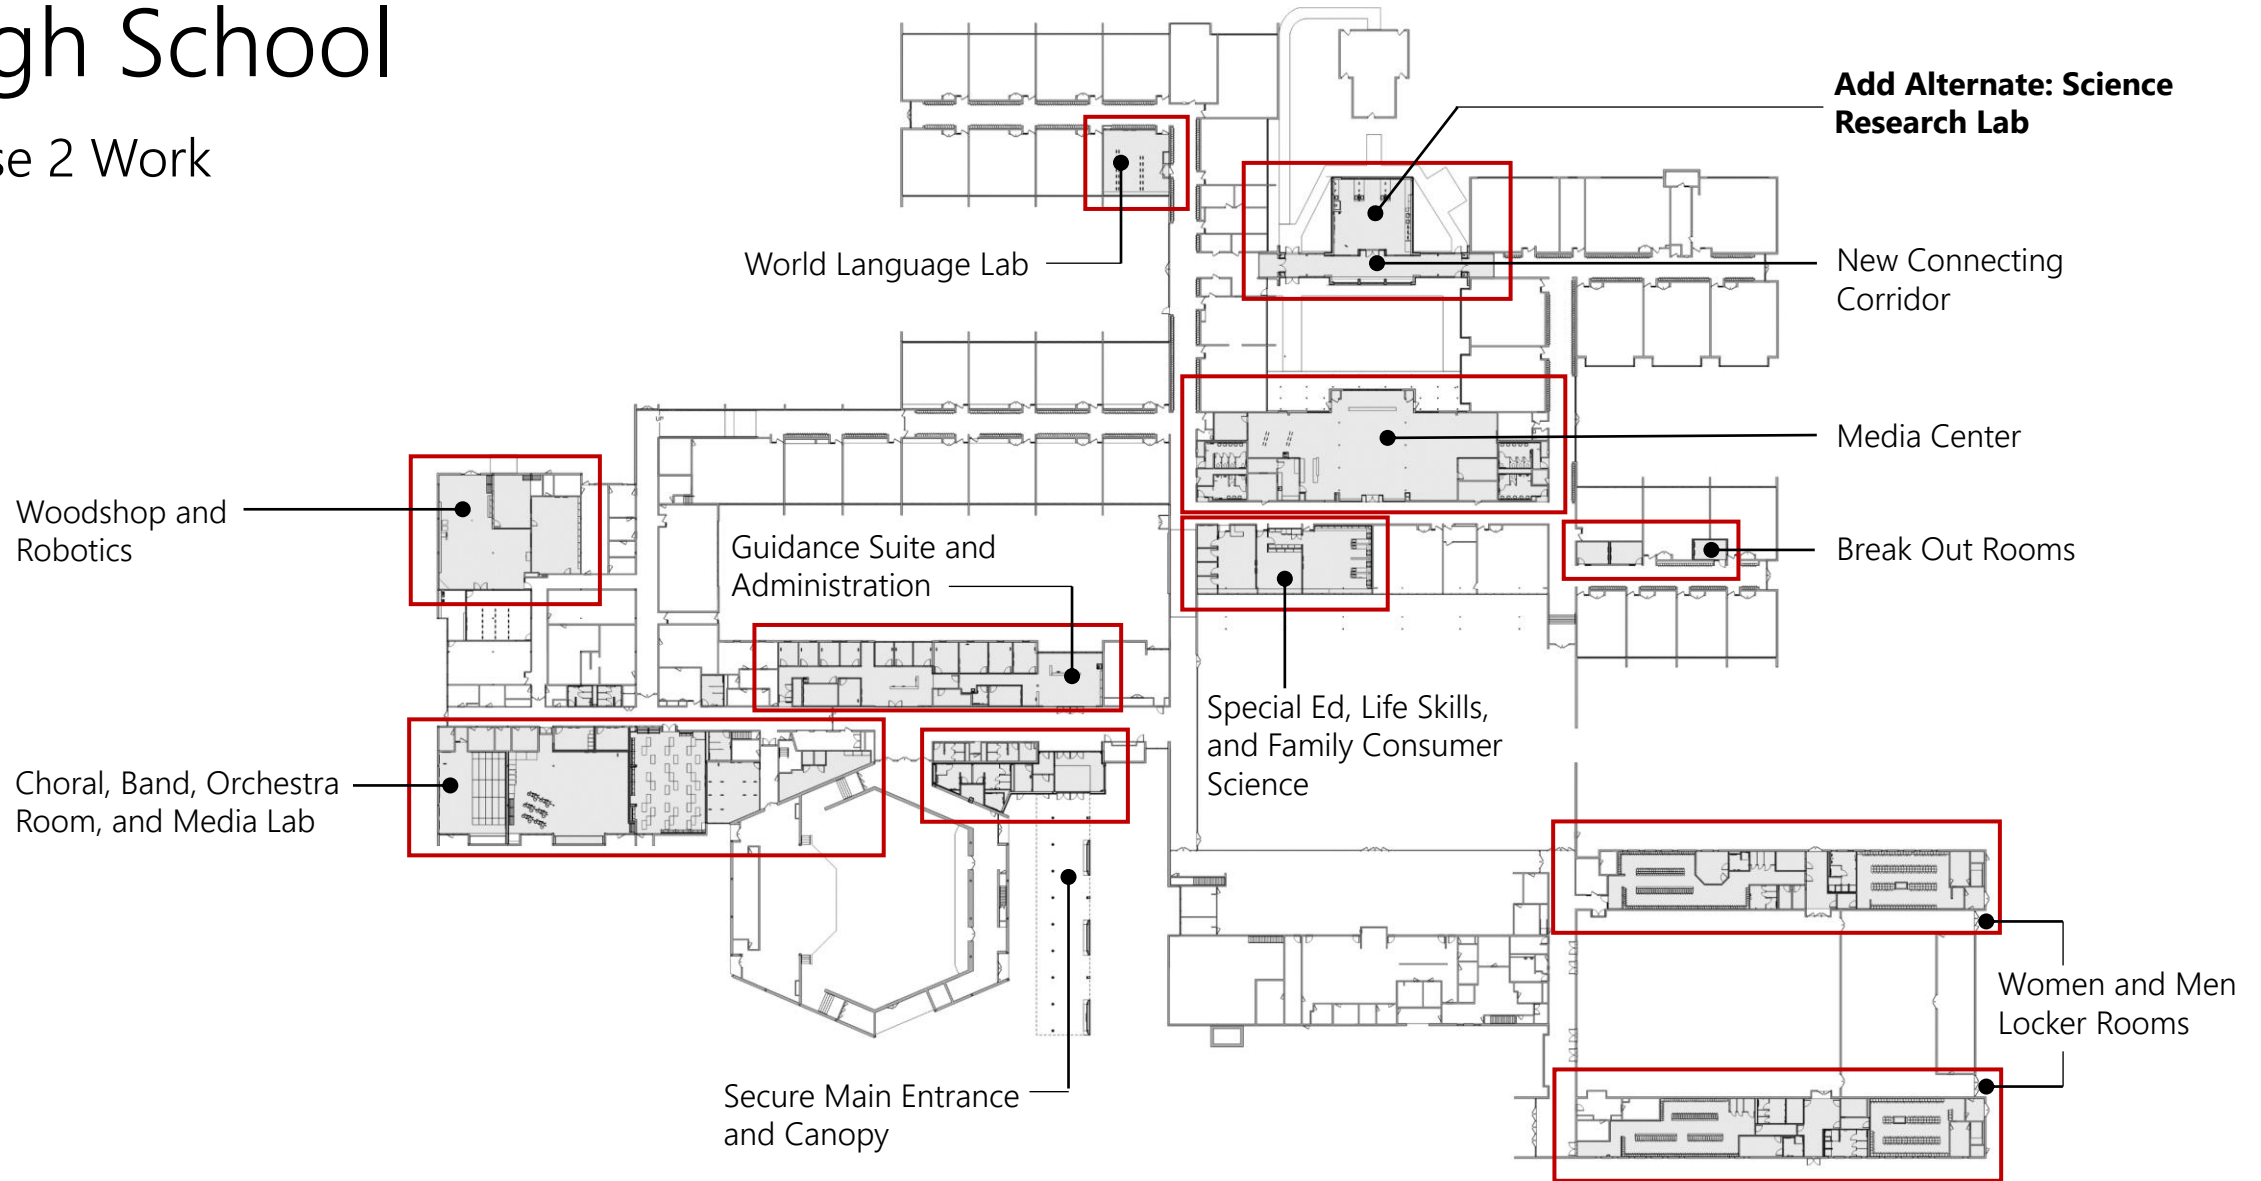 gh School
se 2 Work
Add Alternate: Science
Research Lab
World Language Lab
New Connecting
Corridor
Media Center
Woodshop and
Robotics
Guidance Suite and
Administration
Break Out Rooms
Special Ed, Life Skills,
and Family Consumer
Science
Choral, Band, Orchestra
Room, and Media Lab
Women and Men
Locker Rooms
Secure Main Entrance
and Canopy